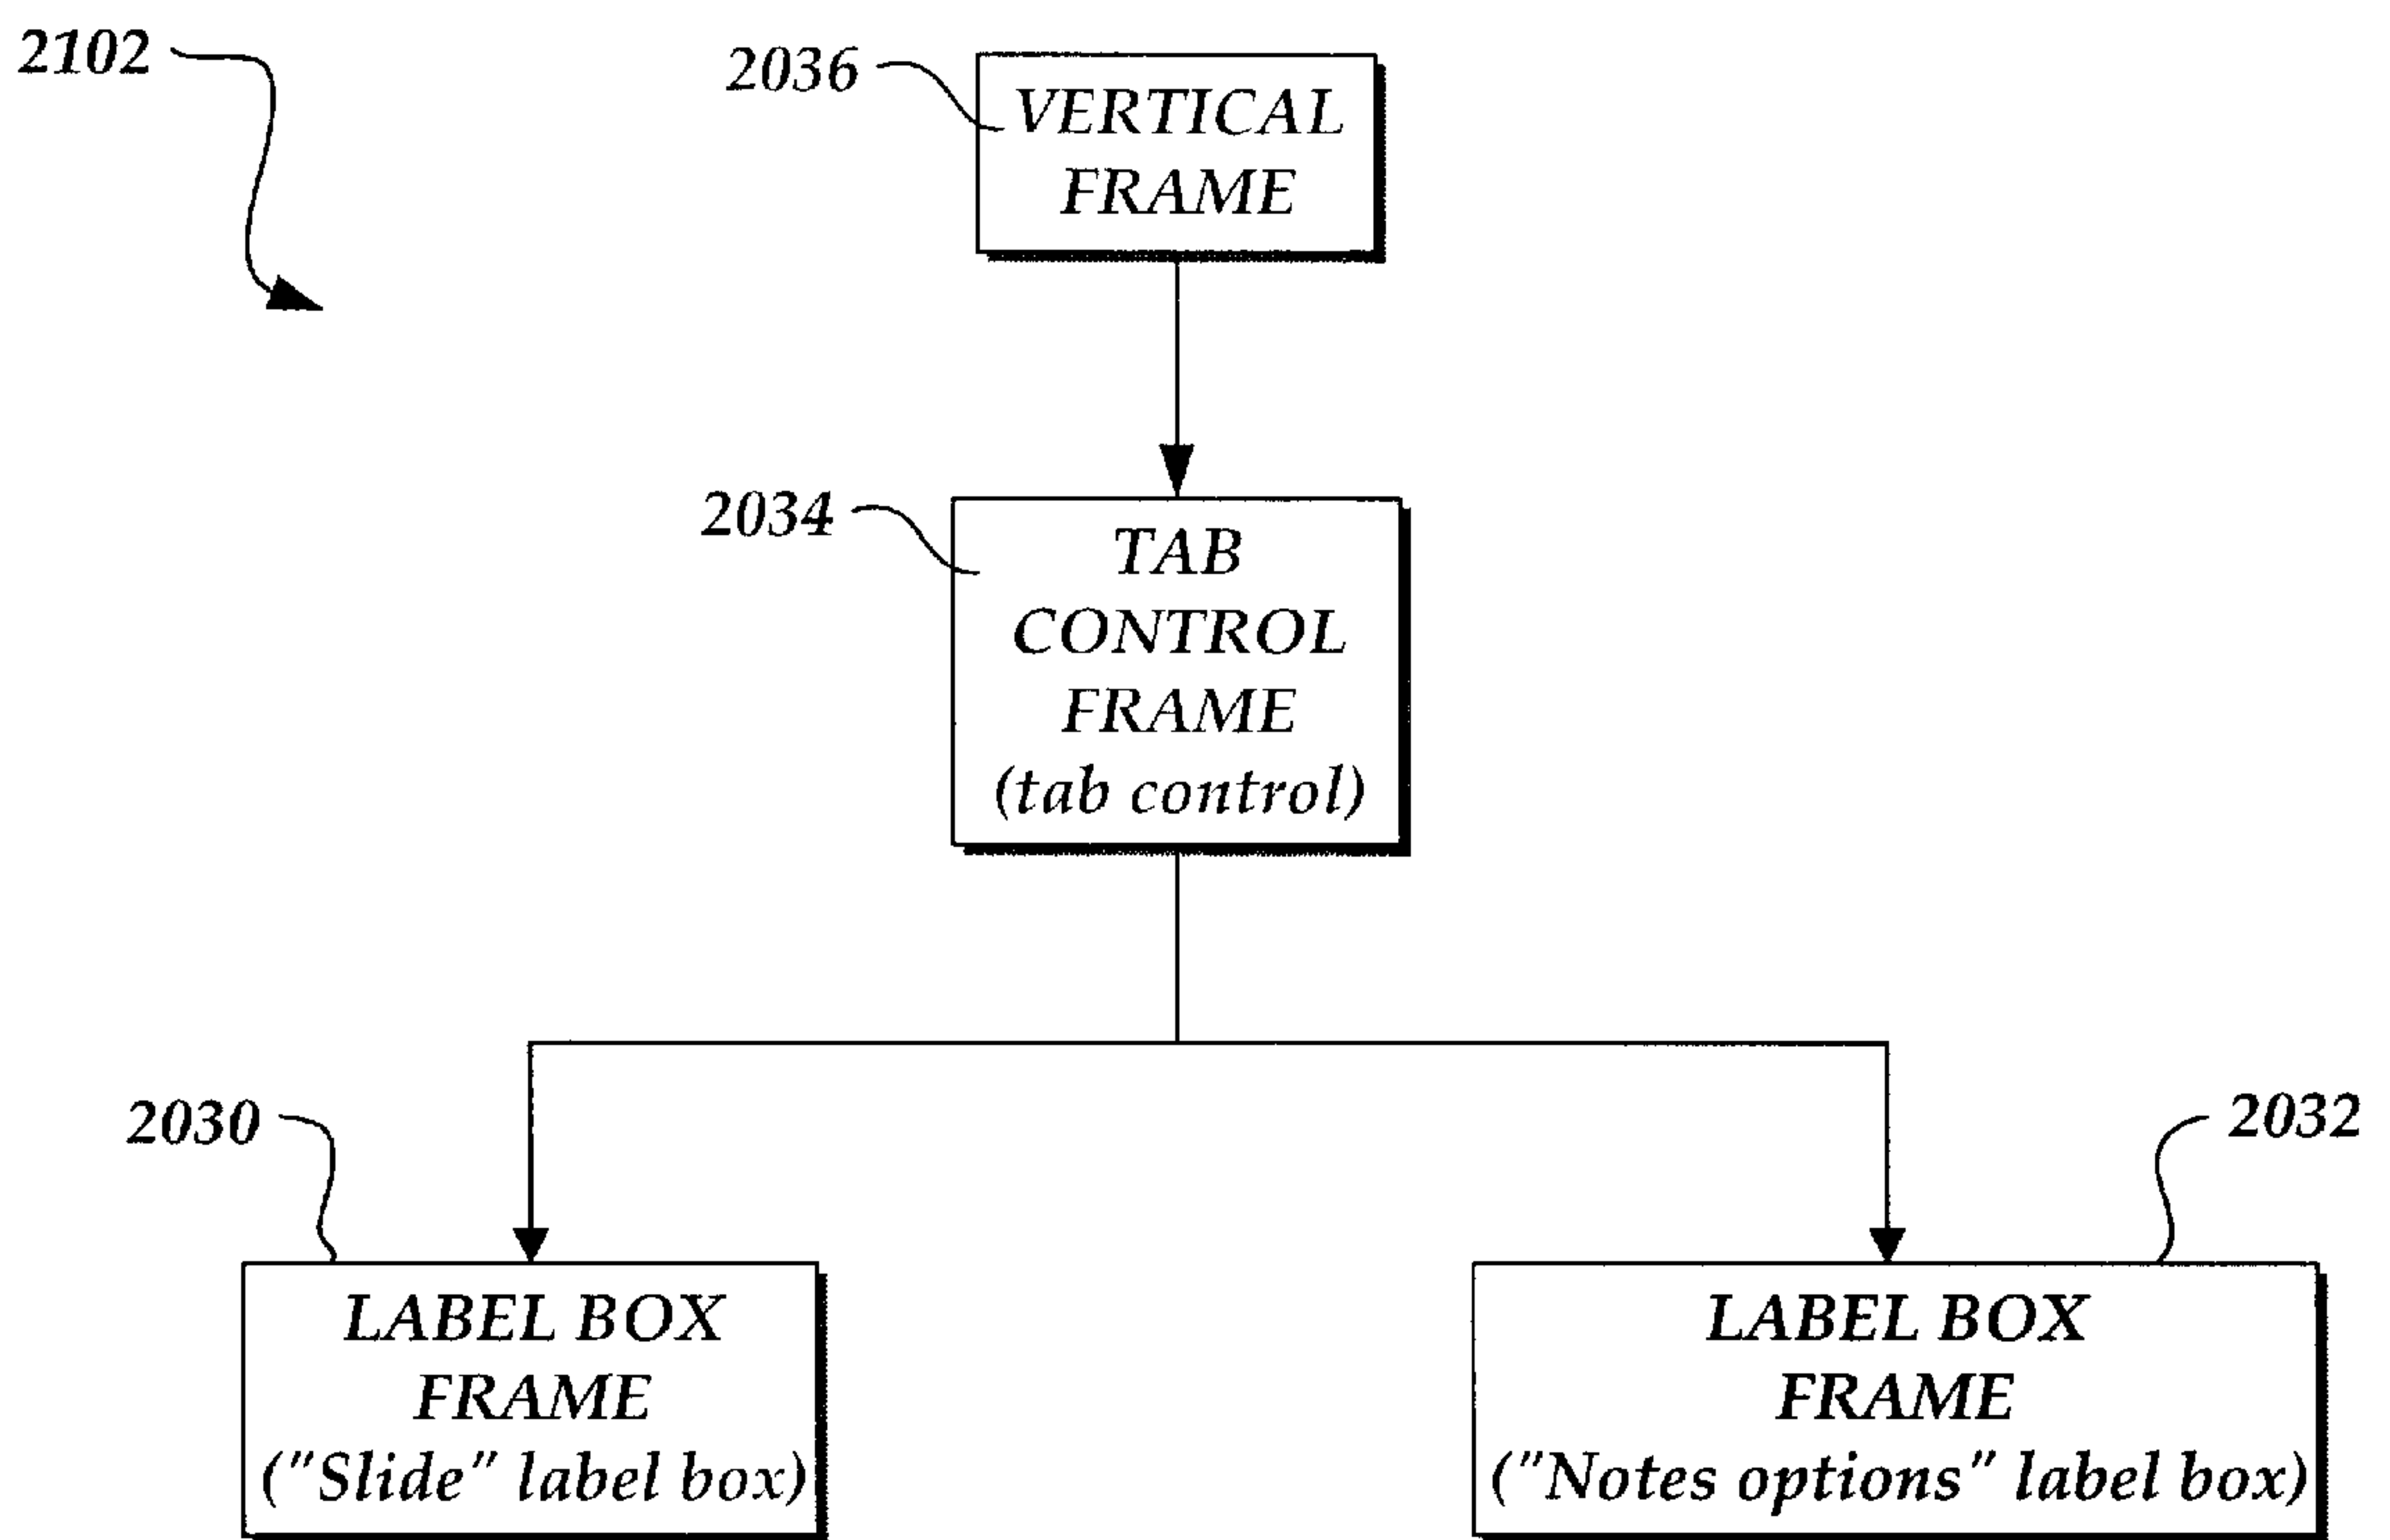 2102
2036
VERTICAL
FRAME
2034
TAB
CONTROL
FRAME
(tab control)
2030
LABEL BOX
FRAME
("Slide" label box)
2032
LABEL BOX
FRAME
("Notes options" label box)